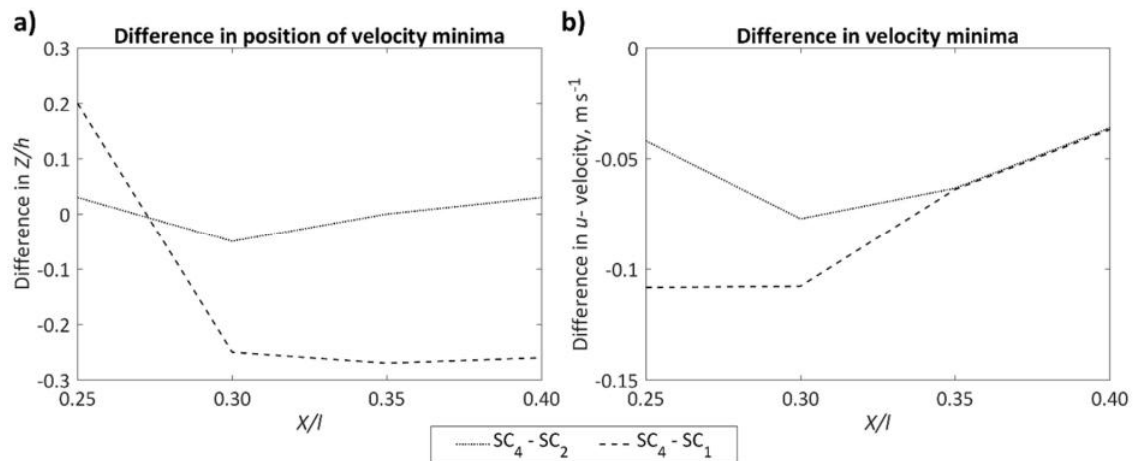 a)
Difference in position of velocity minima
0.3
0.2
0.1
0
-0.1
-0.2
-0.3
Difference in Z/h
0.25
0.30
0.35
0.40
X/l
b)
Difference in velocity minima
0
-0.05
-0.1
-0.15
Difference in u- velocity, m s⁻¹
0.25
0.30
0.35
0.40
X/l
SC₄ - SC₂
SC₄ - SC₁